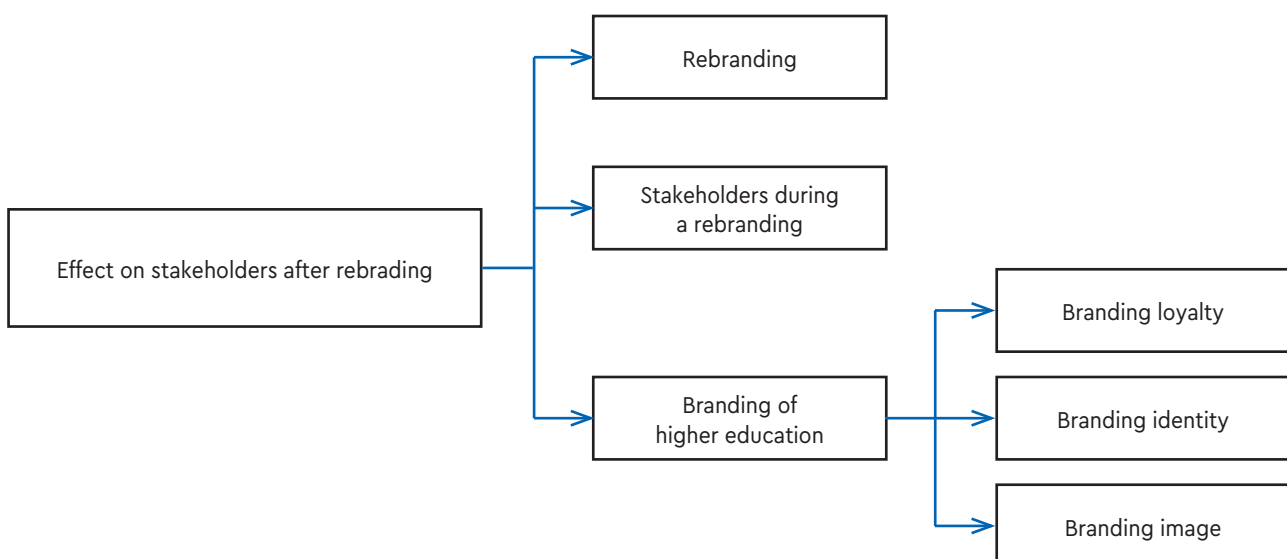 Rebranding
Stakeholders during
a rebranding
Effect on stakeholders after rebrading
Branding of
higher education
Branding loyalty
Branding identity
Branding image